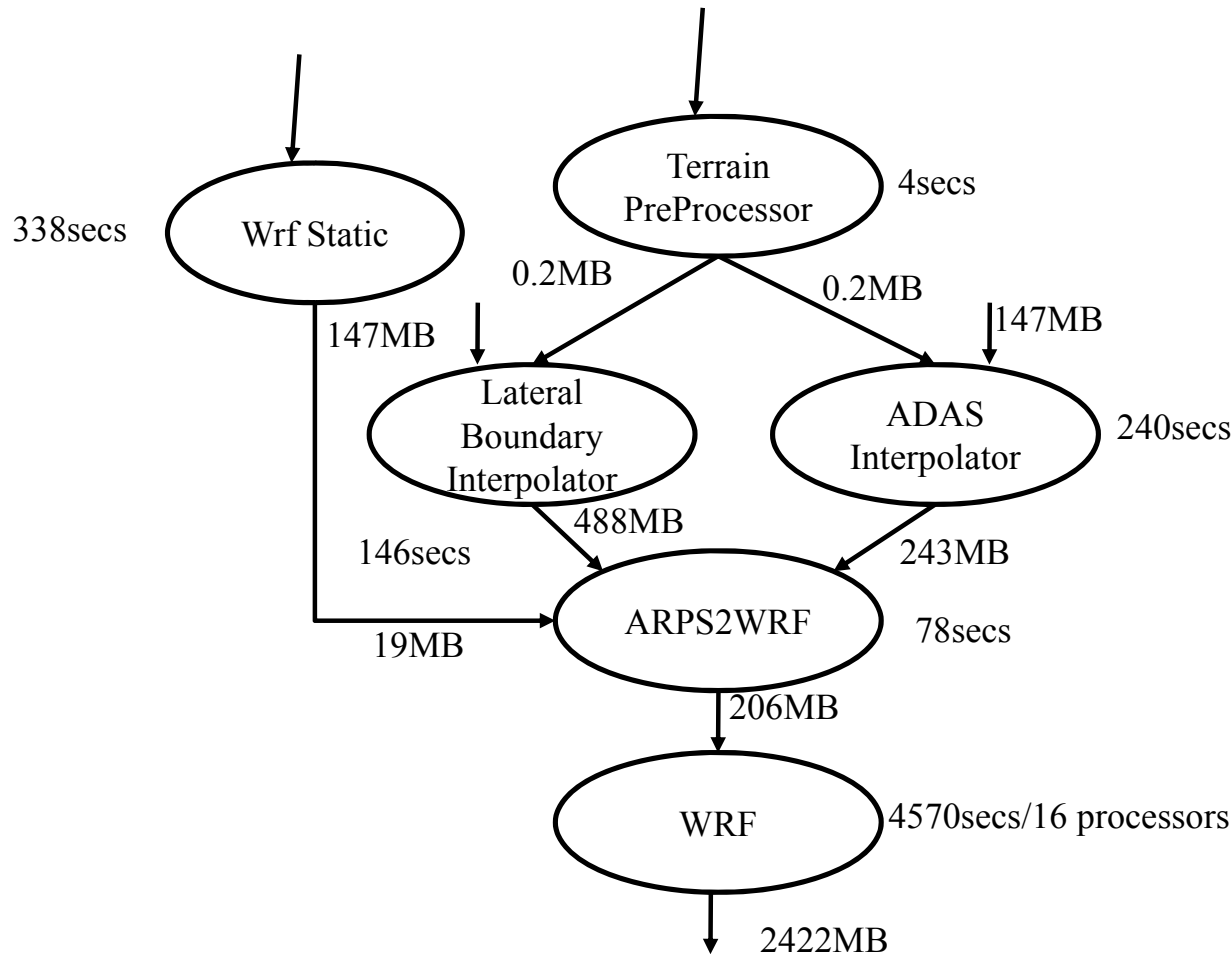 Terrain
PreProcessor
4secs
338secs
Wrf Static
0.2MB
0.2MB
147MB
147MB
Lateral
Boundary
Interpolator
ADAS
Interpolator
240secs
488MB
243MB
146secs
ARPS2WRF
78secs
19MB
206MB
WRF
4570secs/16 processors
2422MB